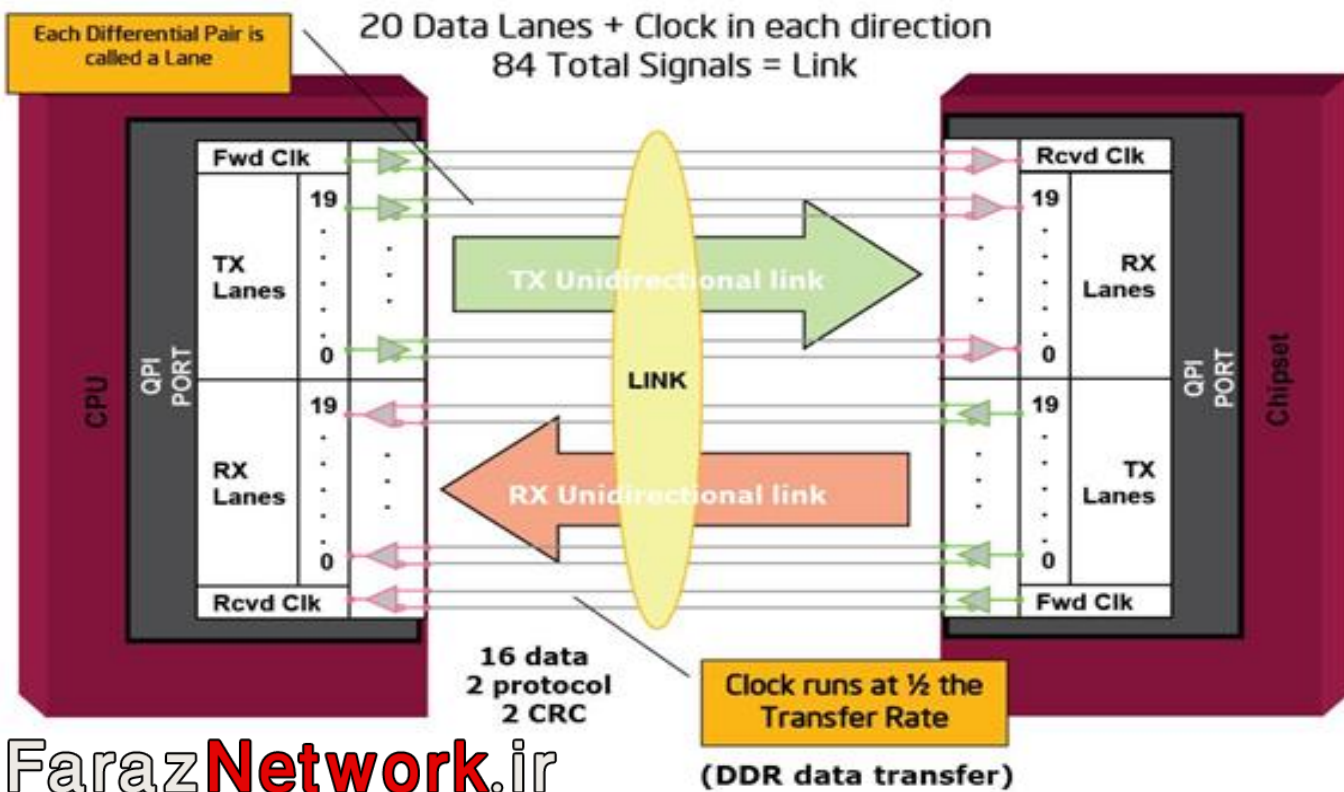 Each Differential Pair is
called a Lane
20 Data Lanes + Clock in each direction
84 Total Signals = Link
Fwd Clk
19
TX
Lanes
0
RX
Lanes
19
0
Rcvd Clk
QPI
PORT
CPU
TX Unidirectional link
LINK
RX Unidirectional link
Rcvd Clk
19
RX
Lanes
0
19
TX
Lanes
0
Fwd Clk
QPI
PORT
Chipset
16 data
2 protocol
2 CRC
Clock runs at ½ the
Transfer Rate
(DDR data transfer)
FarazNetwork.ir